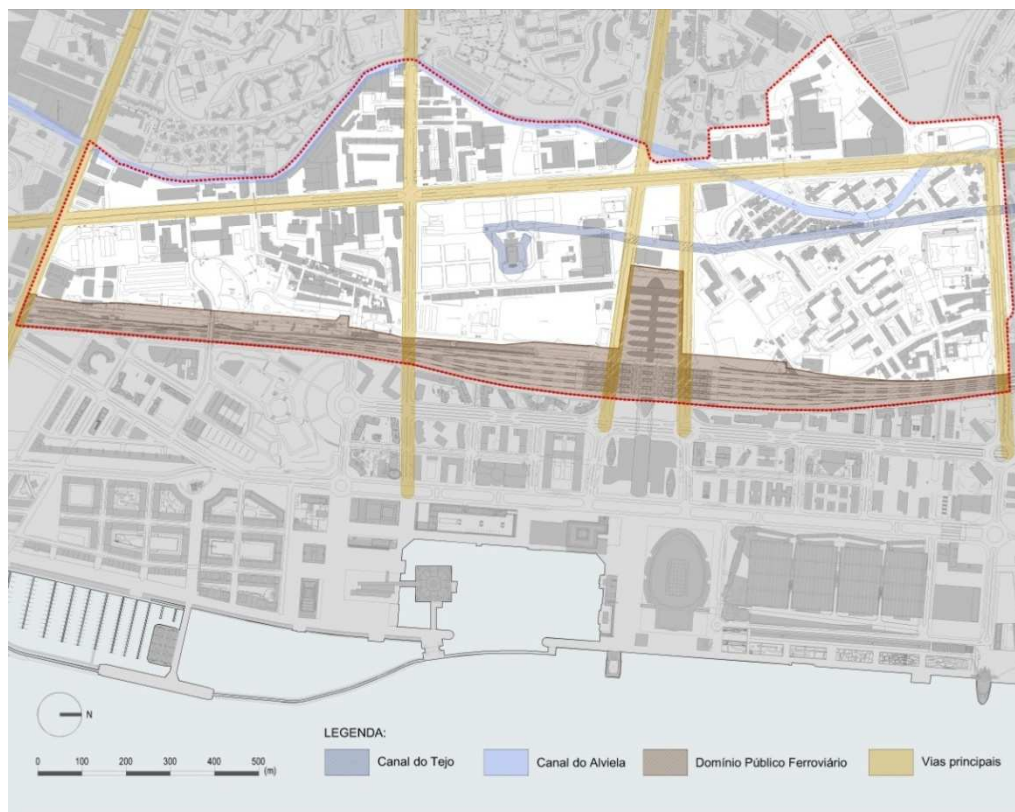 N
LEGENDA:
0 100 200 300 400 500 (m)
Canal do Tejo
Canal do Alviela
Domínio Público Ferroviário
Vias principais